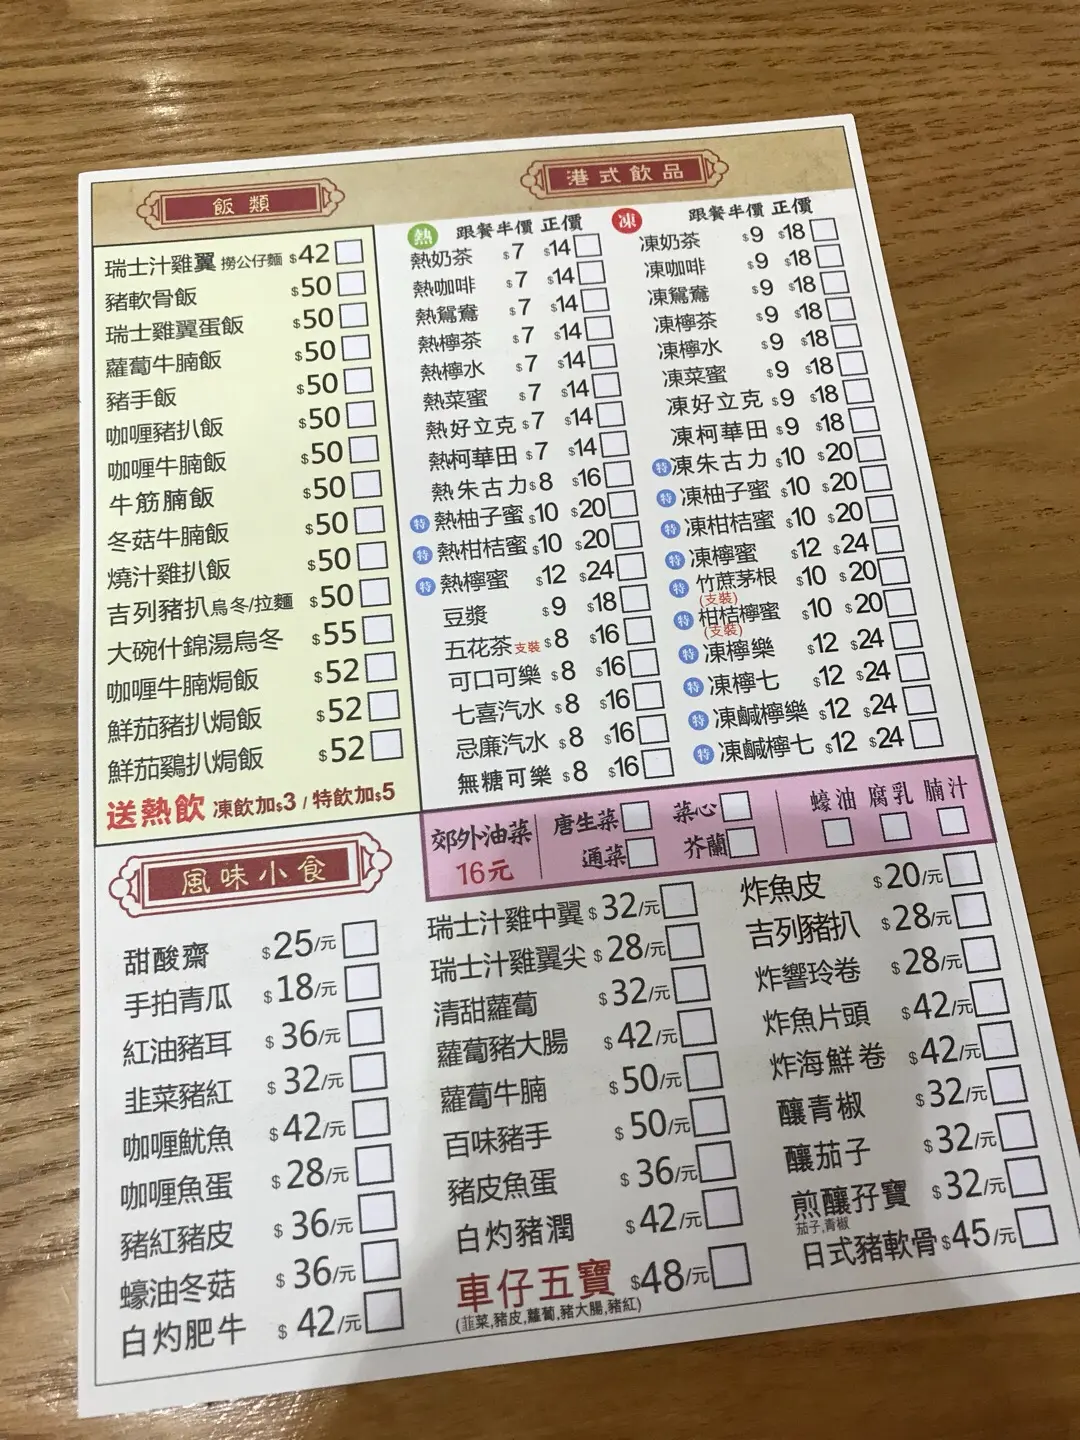 飯類
瑞士汁雞翼 撈公仔麵 $42
豬軟骨飯 $50
瑞士雞翼蛋飯 $50
蘿蔔牛腩飯 $50
豬手飯 $50
咖喱豬扒飯 $50
咖喱牛腩飯 $50
牛筋腩飯 $50
冬菇牛腩飯 $50
燒汁雞扒飯 $50
吉列豬扒烏冬/拉麵 $50
大碗什錦湯烏冬 $55
咖喱牛腩焗飯 $52
鮮茄豬扒焗飯 $52
鮮茄鷄扒焗飯 $52
送熱飲 凍飲加$3 / 特飲加$5
港式飲品
熱 跟餐半價 正價
熱奶茶 $7 $14
熱咖啡 $7 $14
熱鴛鴦 $7 $14
熱檸茶 $7 $14
熱檸水 $7 $14
熱菜蜜 $7 $14
熱好立克 $7 $14
熱柯華田 $7 $14
熱朱古力 $8 $16
特 熱柚子蜜 $10 $20
特 熱柑桔蜜 $10 $20
特 熱檸蜜 $12 $24
豆漿 $9 $18
五花茶 支裝 $8 $16
可口可樂 $8 $16
七喜汽水 $8 $16
忌廉汽水 $8 $16
無糖可樂 $8 $16
凍 跟餐半價 正價
凍奶茶 $9 $18
凍咖啡 $9 $18
凍鴛鴦 $9 $18
凍檸茶 $9 $18
凍檸水 $9 $18
凍菜蜜 $9 $18
凍好立克 $9 $18
凍柯華田 $9 $18
特 凍朱古力 $10 $20
特 凍柚子蜜 $10 $20
特 凍柑桔蜜 $10 $20
特 凍檸蜜 $12 $24
特 竹蔗茅根 $10 $20
(支裝)
特 柑桔檸蜜 $10 $20
(支裝)
特 凍檸樂 $12 $24
特 凍檸七 $12 $24
特 凍鹹檸樂 $12 $24
特 凍鹹檸七 $12 $24
郊外油菜 唐生菜 菜心 蠔油 腐乳 腩汁
16元 通菜 芥蘭
風味小食
甜酸齋 $25/元
手拍青瓜 $18/元
紅油豬耳 $36/元
韭菜豬紅 $32/元
咖喱魷魚 $42/元
咖喱魚蛋 $28/元
豬紅豬皮 $36/元
蠔油冬菇 $36/元
白灼肥牛 $42/元
瑞士汁雞中翼 $32/元
瑞士汁雞翼尖 $28/元
清甜蘿蔔 $32/元
蘿蔔豬大腸 $42/元
蘿蔔牛腩 $50/元
百味豬手 $50/元
豬皮魚蛋 $36/元
白灼豬潤 $42/元
車仔五寶 $48/元
(韮菜,豬皮,蘿蔔,豬大腸,豬紅)
炸魚皮 $20/元
吉列豬扒 $28/元
炸響玲卷 $28/元
炸魚片頭 $42/元
炸海鮮卷 $42/元
釀青椒 $32/元
釀茄子 $32/元
煎釀孖寶 $32/元
茄子,青椒
日式豬軟骨 $45/元